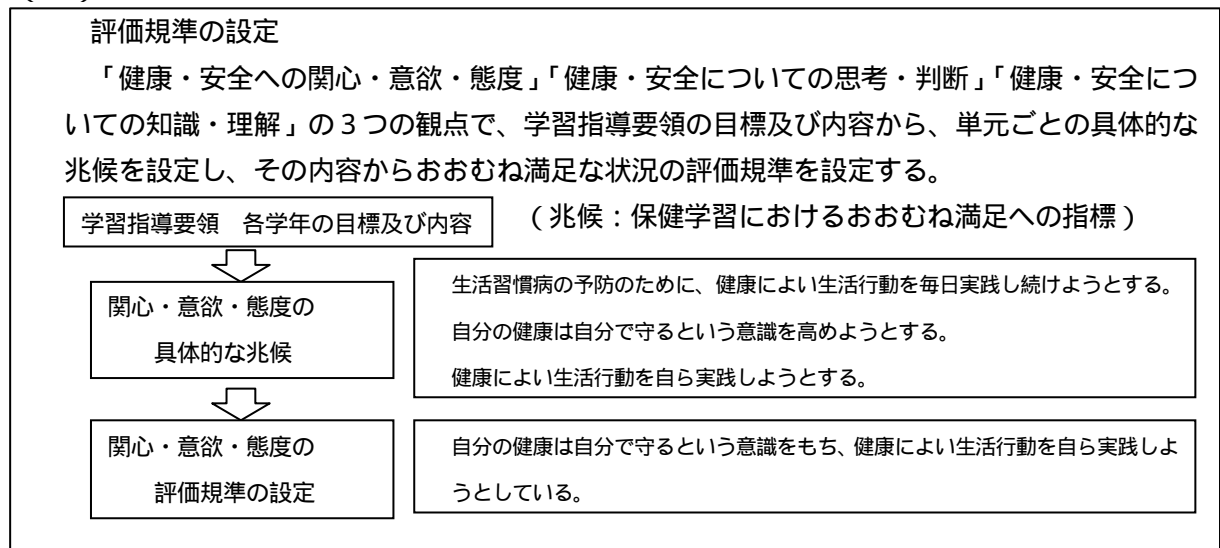 評価規準の設定
「健康・安全への関心・意欲・態度」「健康・安全についての思考・判断」「健康・安全につ
いての知識・理解」の3つの観点で、学習指導要領の目標及び内容から、単元ごとの具体的な
兆候を設定し、その内容からおおむね満足な状況の評価規準を設定する。
学習指導要領　各学年の目標及び内容
(兆候:保健学習におけるおおむね満足への指標)
関心・意欲・態度の
具体的な兆候
生活習慣病の予防のために、健康によい生活行動を毎日実践し続けようとする。
自分の健康は自分で守るという意識を高めようとする。
健康によい生活行動を自ら実践しようとする。
関心・意欲・態度の
評価規準の設定
自分の健康は自分で守るという意識をもち、健康によい生活行動を自ら実践しよ
うとしている。